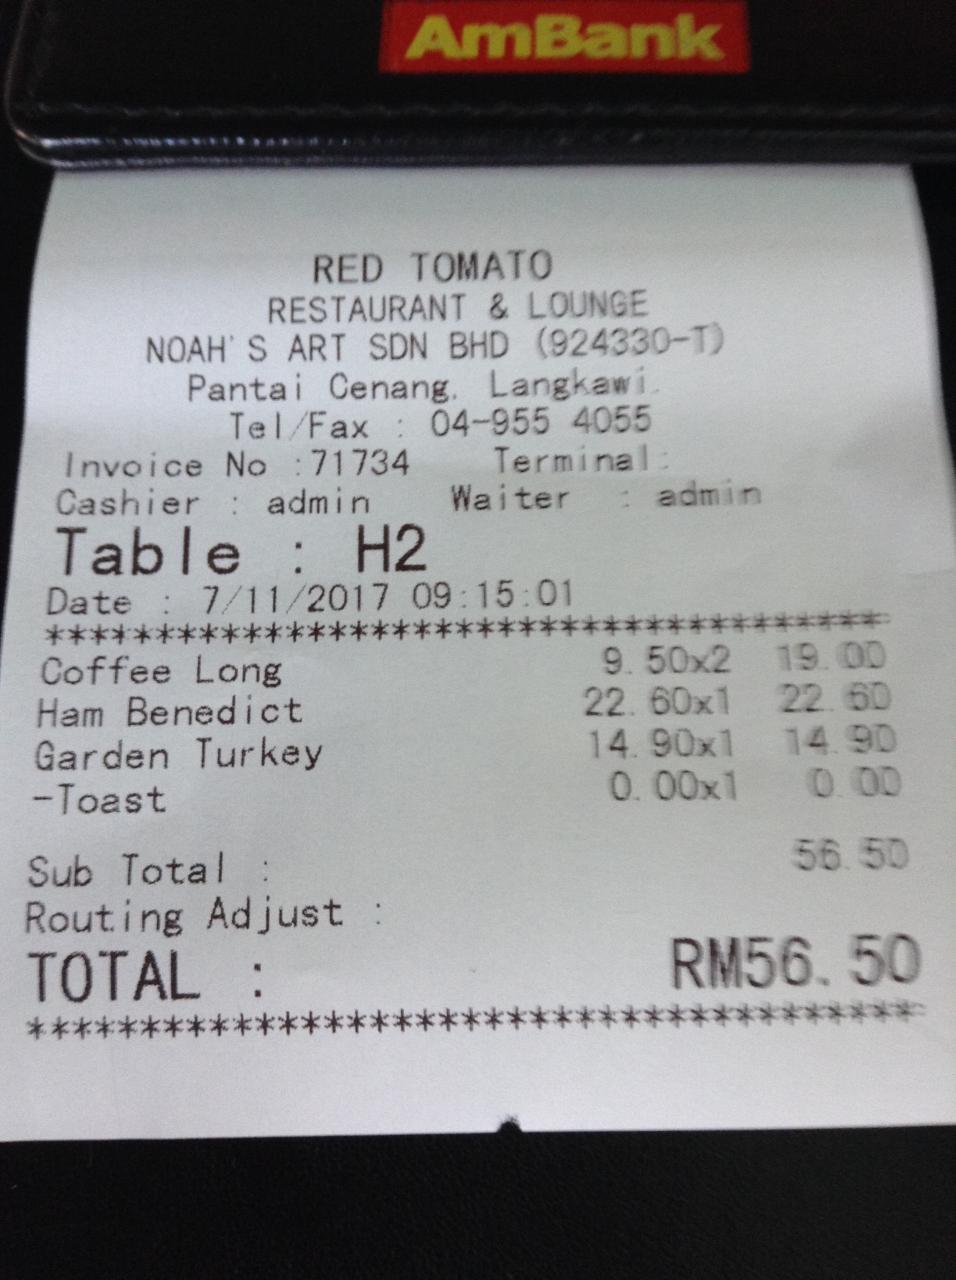 AmBank
RED TOMATO
RESTAURANT & LOUNGE
NOAH'S ART SDN BHD (924330-T)
Pantai Cenang, Langkawi.
Tel/Fax : 04-955 4055
Invoice No :71734 Terminal:
Cashier : admin Waiter : admin
Table : H2
Date : 7/11/2017 09:15:01
***************************************
Coffee Long 9.50x2 19.00
Ham Benedict 22.60x1 22.60
Garden Turkey 14.90x1 14.90
-Toast 0.00x1 0.00
Sub Total : 56.50
Routing Adjust :
TOTAL : RM56.50
***************************************